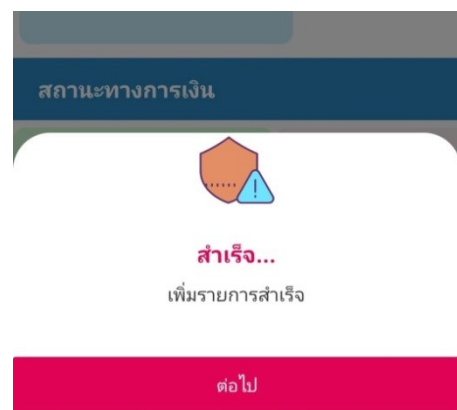 สถานะทางการเงิน
สำเร็จ...
เพิ่มรายการสำเร็จ
ต่อไป